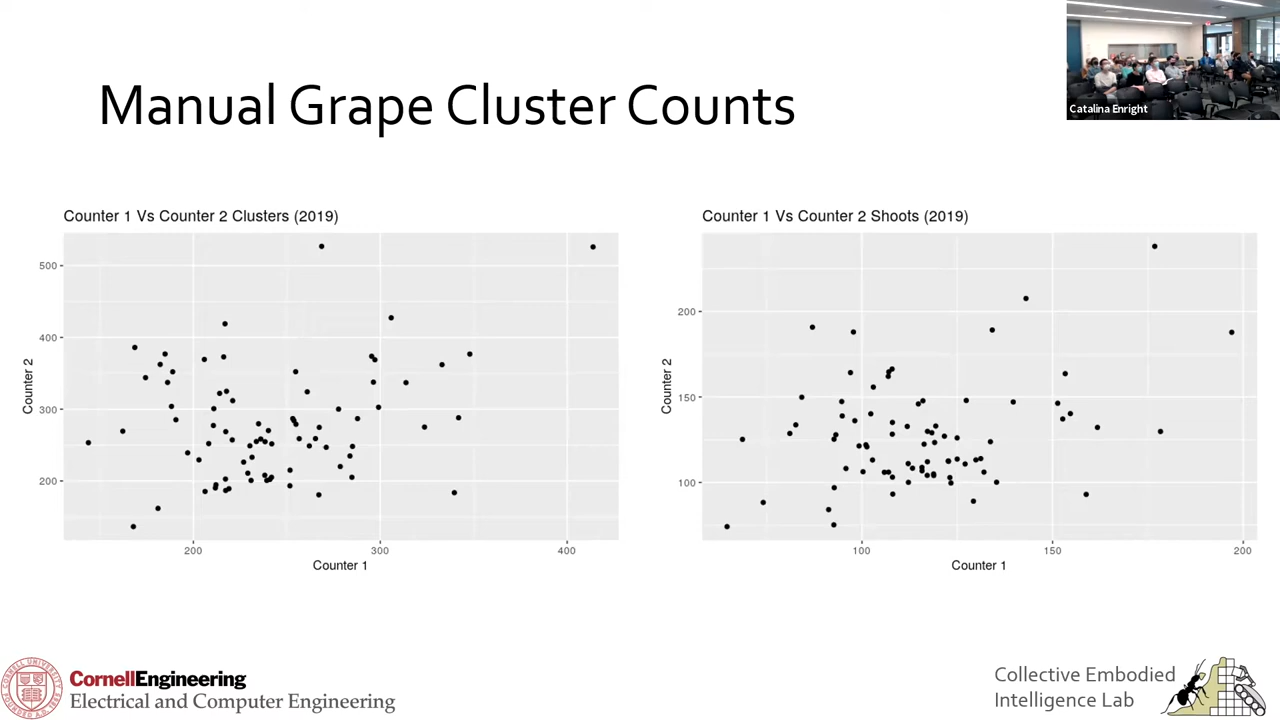 Manual Grape Cluster Counts
Catalina Enright
Counter 1 Vs Counter 2 Clusters (2019)
500
400
300
200
Counter 2
200 300 400
Counter 1
Counter 1 Vs Counter 2 Shoots (2019)
200
150
100
Counter 2
100 150 200
Counter 1
CornellEngineering
Electrical and Computer Engineering
Collective Embodied
Intelligence Lab